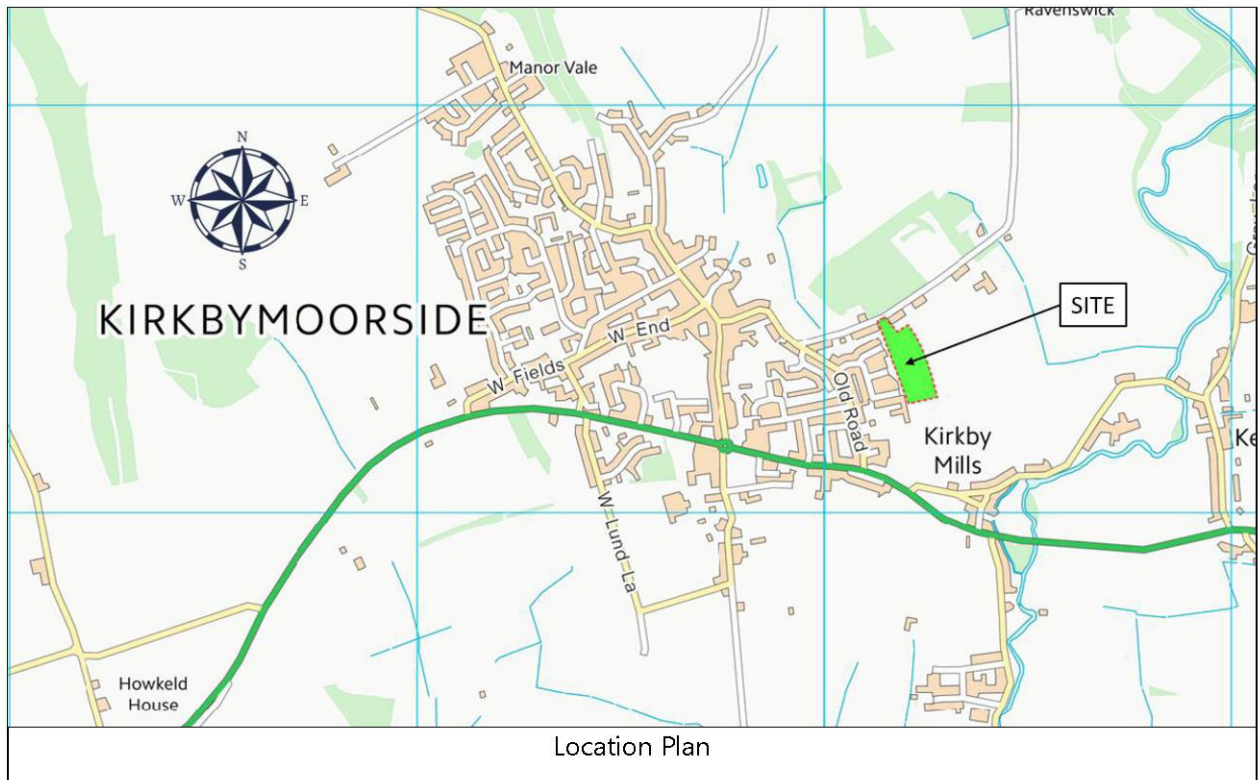 Ravenswick
Manor Vale
N
W
E
S
KIRKBYMOORSIDE
SITE
W End
W Fields
Old Road
Kirkby
Mills
W Lund La
Howkeld
House
Location Plan